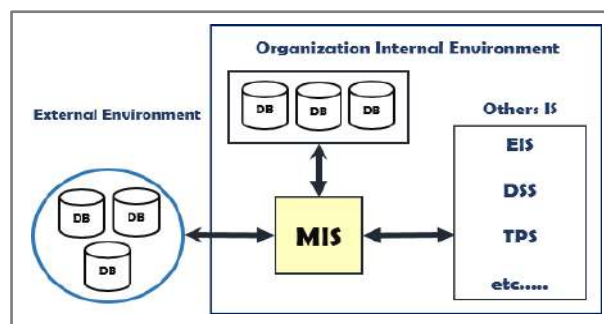 Organization Internal Environment
DB DB DB
External Environment
Others IS
EIS
DSS
TPS
etc.....
MIS
DB DB
DB